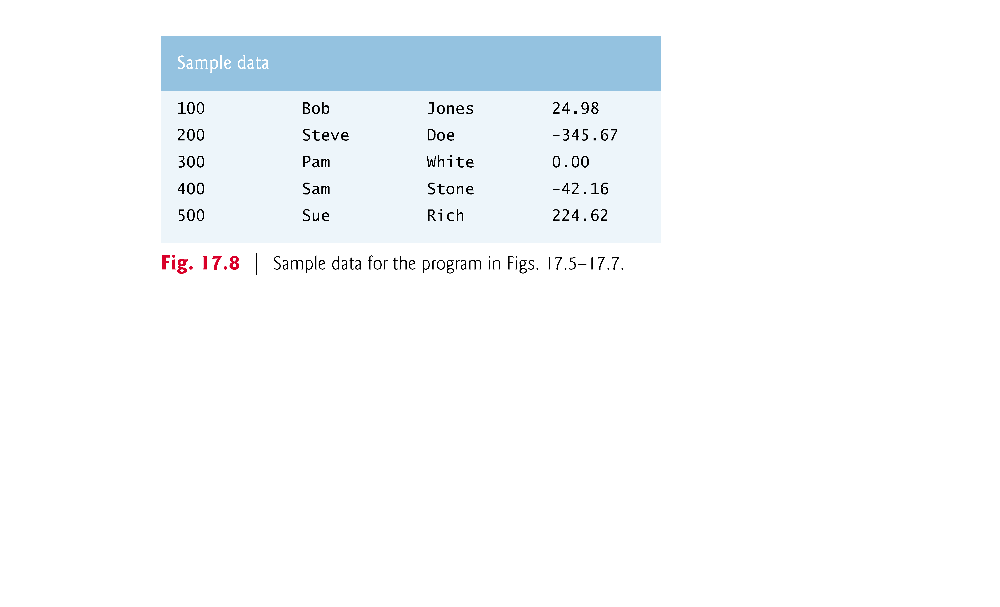 Sample data
100 Bob Jones 24.98
200 Steve Doe -345.67
300 Pam White 0.00
400 Sam Stone -42.16
500 Sue Rich 224.62
Fig. 17.8 | Sample data for the program in Figs. 17.5–17.7.